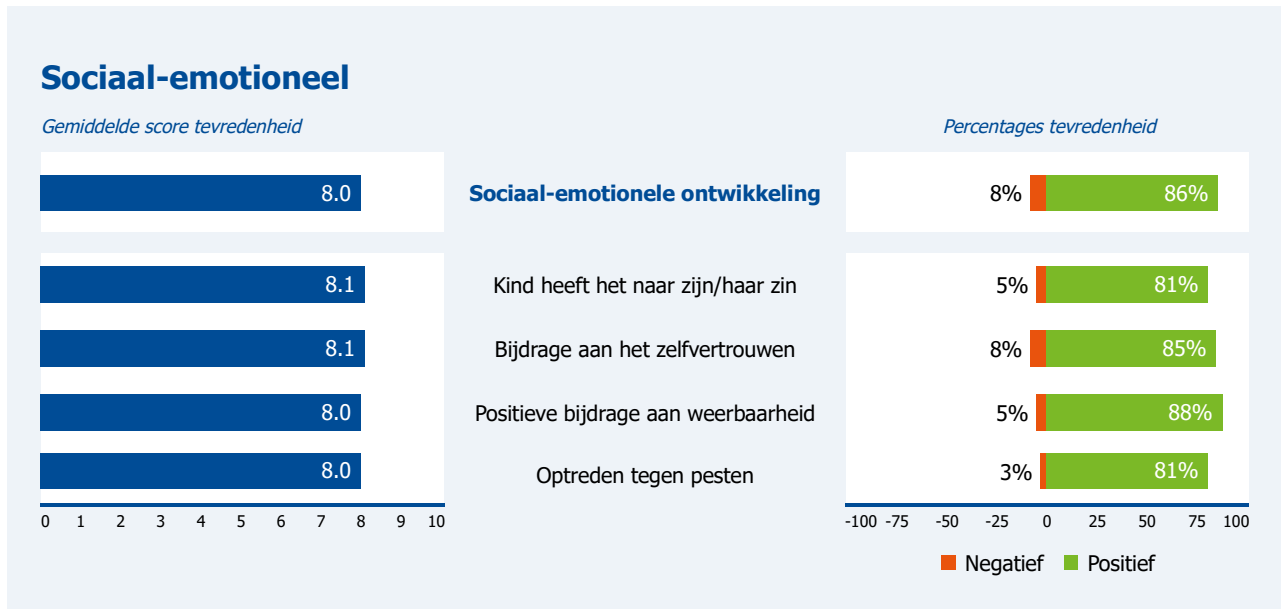 Sociaal-emotioneel
Gemiddelde score tevredenheid
Percentages tevredenheid
8.0 Sociaal-emotionele ontwikkeling 8% 86%
8.1 Kind heeft het naar zijn/haar zin 5% 81%
8.1 Bijdrage aan het zelfvertrouwen 8% 85%
8.0 Positieve bijdrage aan weerbaarheid 5% 88%
8.0 Optreden tegen pesten 3% 81%
0 1 2 3 4 5 6 7 8 9 10
-100 -75 -50 -25 0 25 50 75 100
Negatief Positief